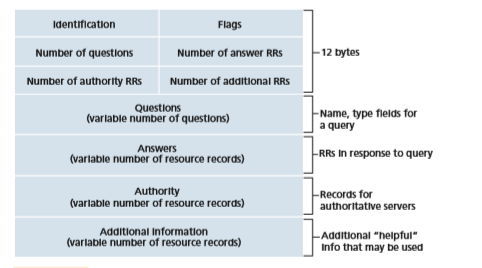 Identification Flags
Number of questions Number of answer RRs
12 bytes
Number of authority RRs Number of additional RRs
Questions
(variable number of questions)
Name, type fields for
a query
Answers
(variable number of resource records)
RRs in response to query
Authority
(variable number of resource records)
Records for
authoritative servers
Additional information
(variable number of resource records)
Additional "helpful"
info that may be used